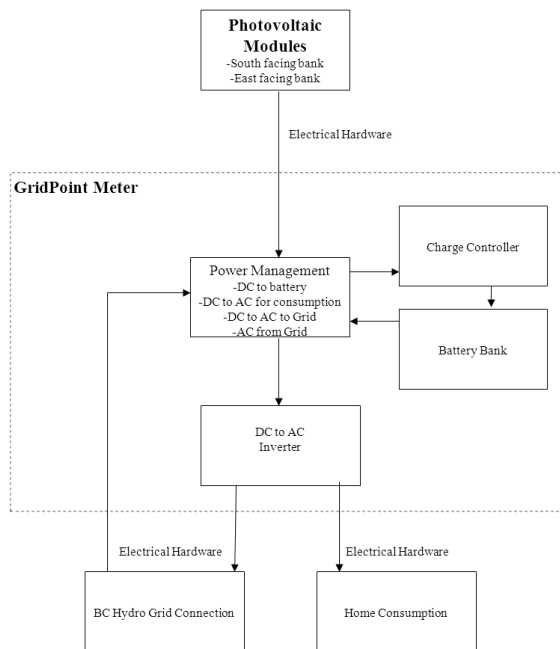 Photovoltaic
Modules
-South facing bank
-East facing bank
Electrical Hardware
GridPoint Meter
Charge Controller
Power Management
-DC to battery
-DC to AC for consumption
-DC to AC to Grid
-AC from Grid
Battery Bank
DC to AC
Inverter
Electrical Hardware
Electrical Hardware
BC Hydro Grid Connection
Home Consumption